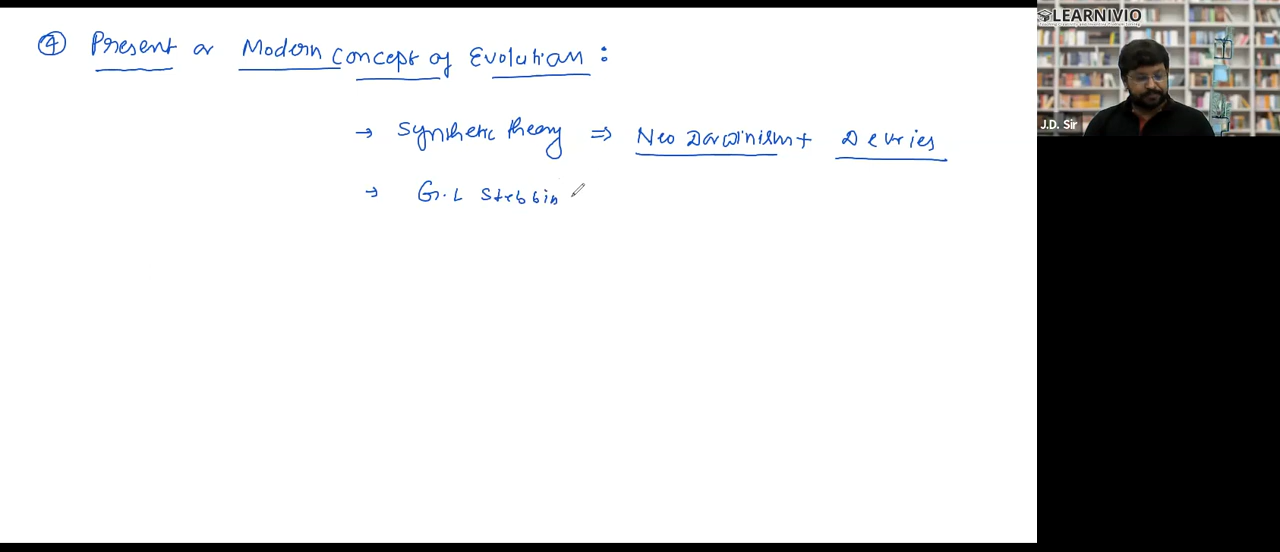 ④ Present or Modern Concept of Evolution :
→ Synthetic theory ⇒ Neo Darwinism + Devries
→ G.L Stebbin
LEARNIVIO
J.D. Sir